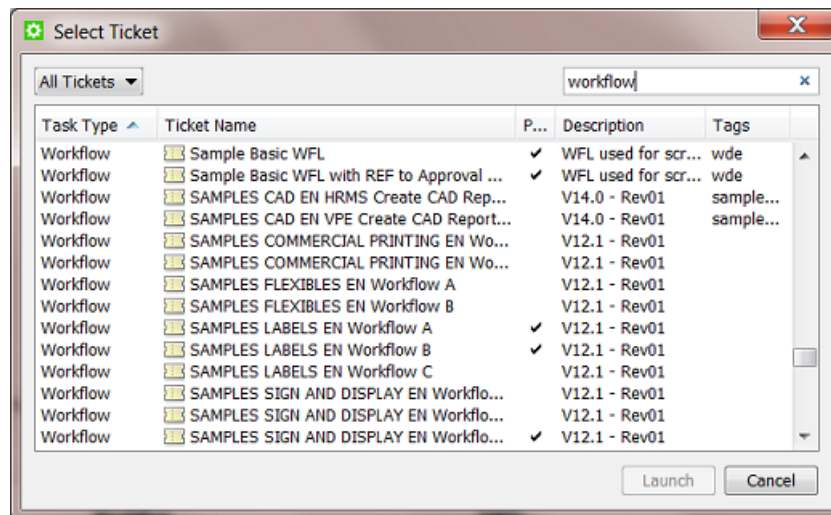 Select Ticket
All Tickets workflow
Task Type Ticket Name P... Description Tags
Workflow Sample Basic WFL ✔ WFL used for scr... wde
Workflow Sample Basic WFL with REF to Approval ... ✔ WFL used for scr... wde
Workflow SAMPLES CAD EN HRMS Create CAD Rep... V14.0 - Rev01 sample...
Workflow SAMPLES CAD EN VPE Create CAD Report... V14.0 - Rev01 sample...
Workflow SAMPLES COMMERCIAL PRINTING EN Wo... V12.1 - Rev01
Workflow SAMPLES COMMERCIAL PRINTING EN Wo... V12.1 - Rev01
Workflow SAMPLES FLEXIBLES EN Workflow A V12.1 - Rev01
Workflow SAMPLES FLEXIBLES EN Workflow B V12.1 - Rev01
Workflow SAMPLES LABELS EN Workflow A ✔ V12.1 - Rev01
Workflow SAMPLES LABELS EN Workflow B ✔ V12.1 - Rev01
Workflow SAMPLES LABELS EN Workflow C V12.1 - Rev01
Workflow SAMPLES SIGN AND DISPLAY EN Workflo... V12.1 - Rev01
Workflow SAMPLES SIGN AND DISPLAY EN Workflo... V12.1 - Rev01
Workflow SAMPLES SIGN AND DISPLAY EN Workflo... ✔ V12.1 - Rev01
Launch Cancel